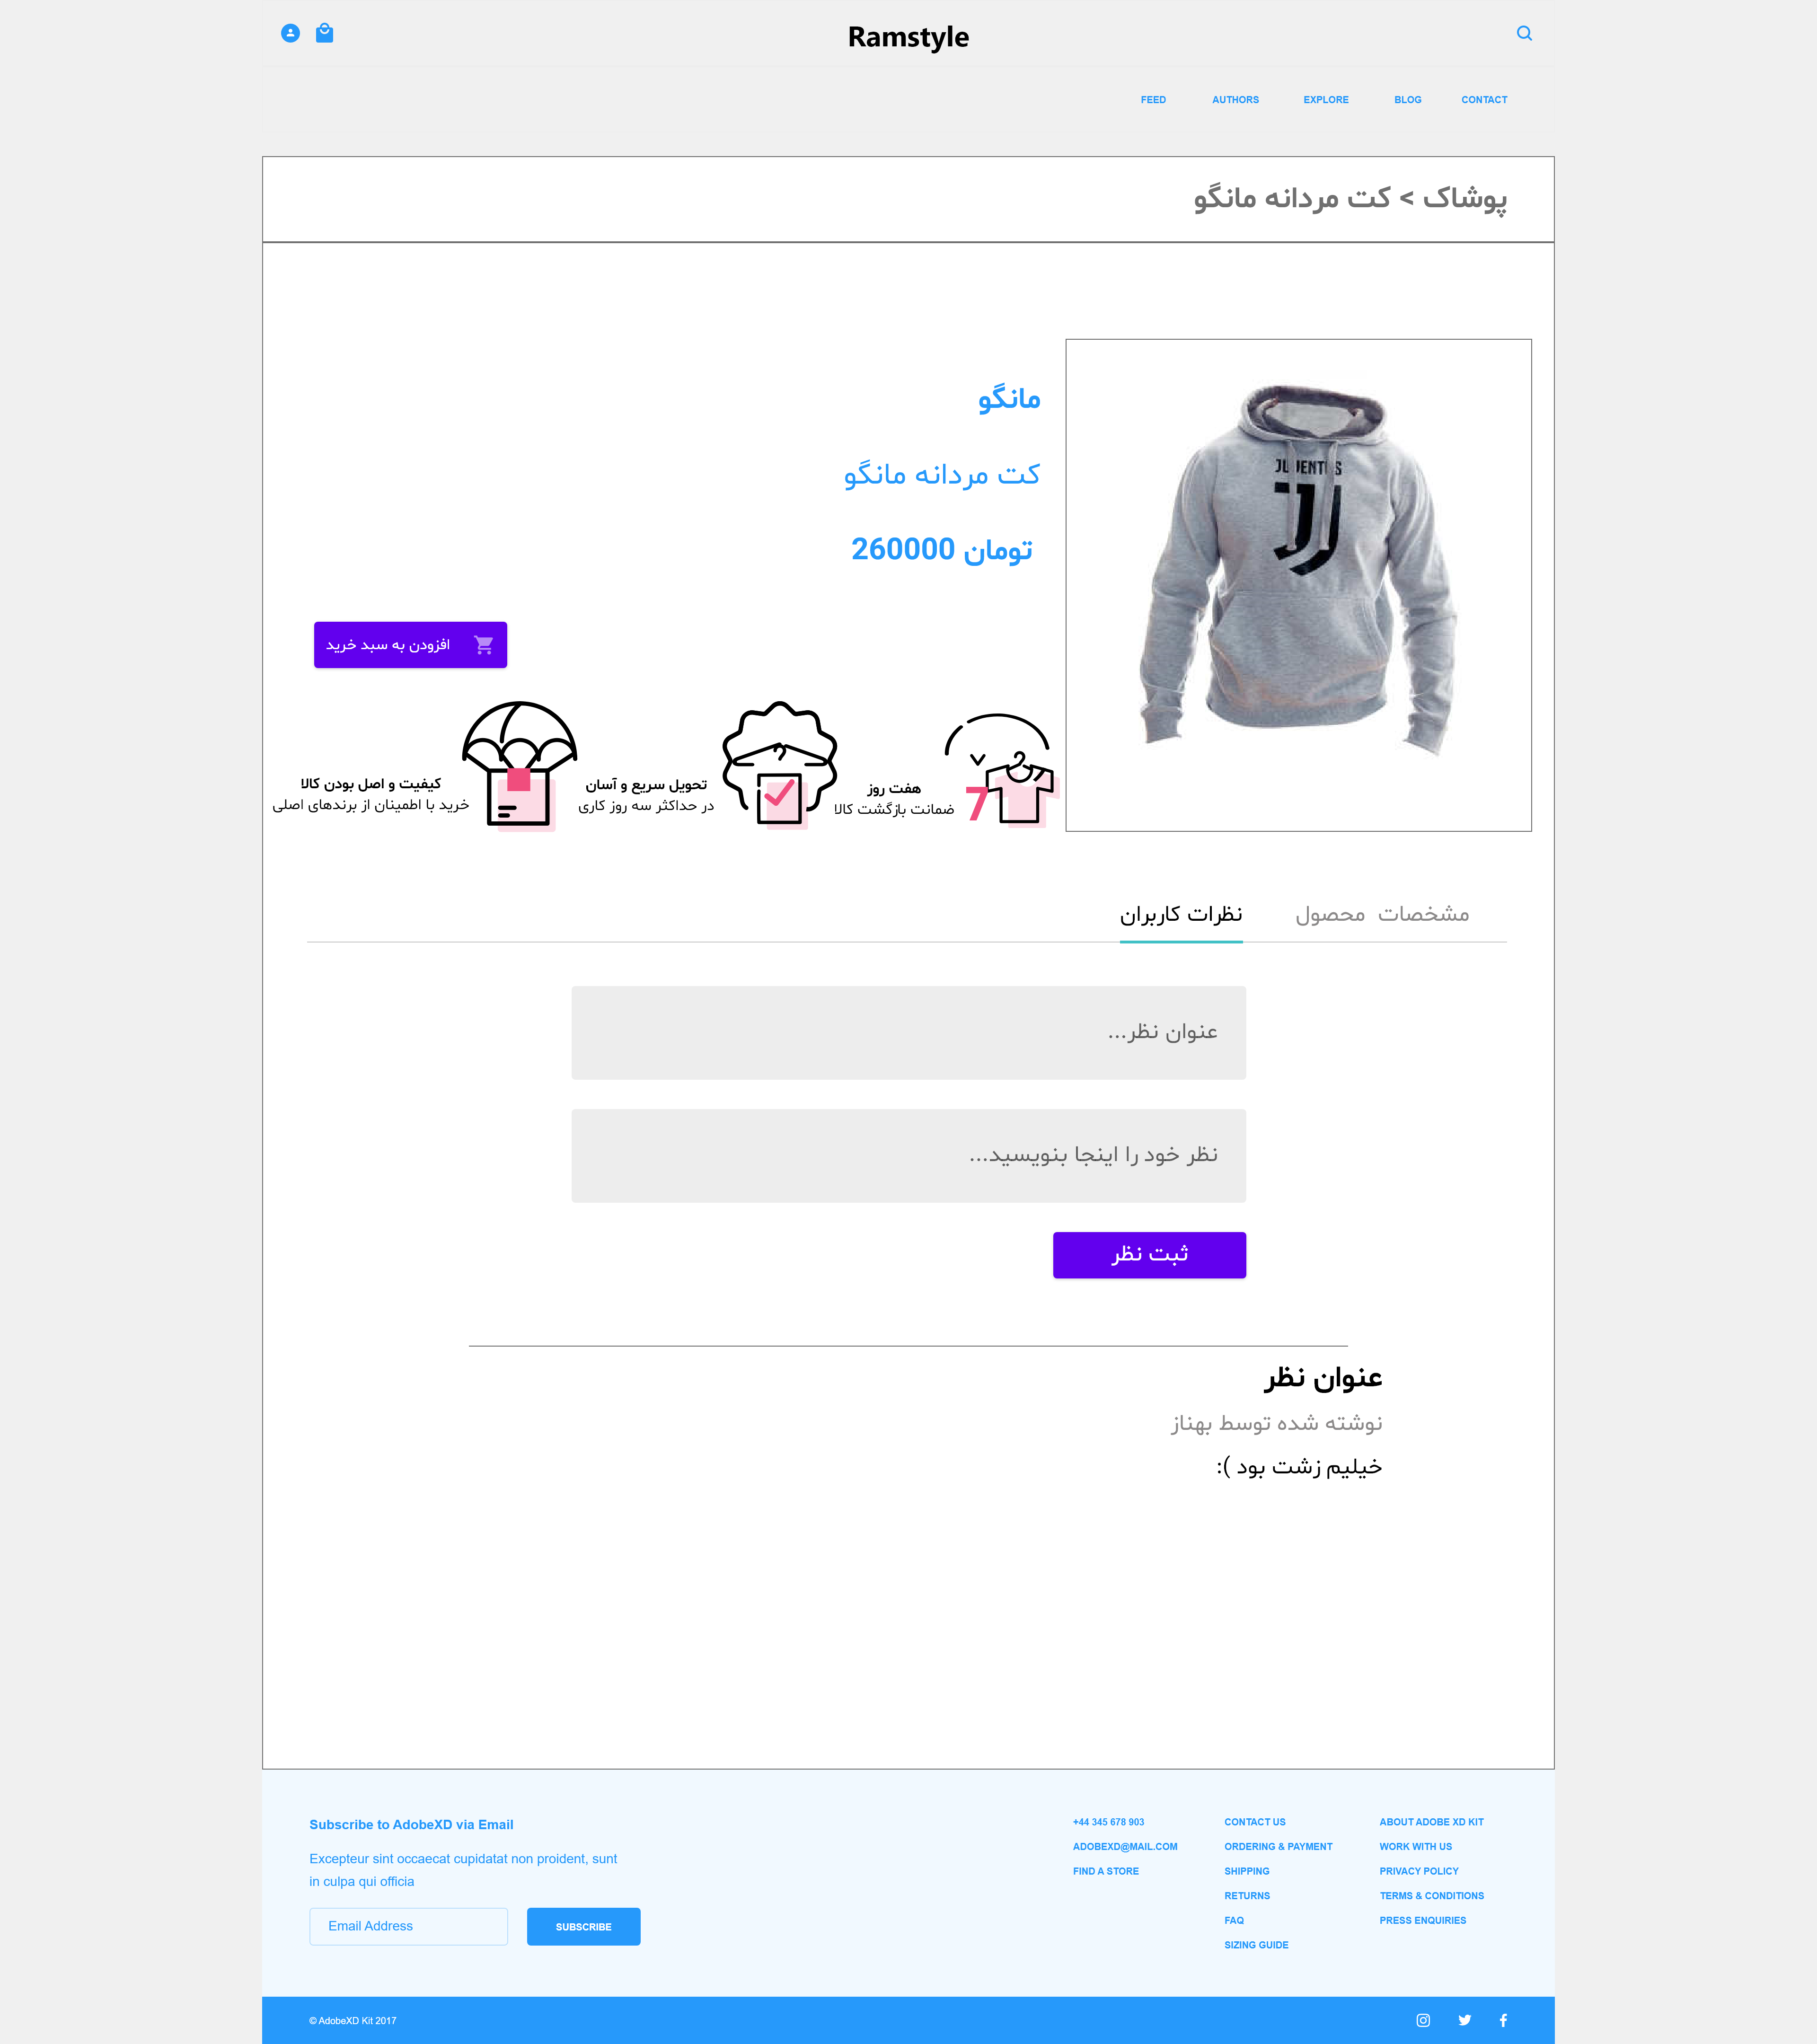 Ramstyle
FEED AUTHORS EXPLORE BLOG CONTACT
پوشاک > کت مردانه مانگو
مانگو
کت مردانه مانگو
تومان 260000
JUVENTUS
افزودن به سبد خرید
7
هفت روز
ضمانت بازگشت کالا
تحویل سریع و آسان
در حداکثر سه روز کاری
کیفیت و اصل بودن کالا
خرید با اطمینان از برندهای اصلی
مشخصات محصول
نظرات کاربران
عنوان نظر...
نظر خود را اینجا بنویسید...
ثبت نظر
عنوان نظر
نوشته شده توسط بهناز
خیلیم زشت بود ):
Subscribe to AdobeXD via Email
Excepteur sint occaecat cupidatat non proident, sunt
in culpa qui officia
Email Address
SUBSCRIBE
+44 345 678 903
ADOBEXD@MAIL.COM
FIND A STORE
CONTACT US
ORDERING & PAYMENT
SHIPPING
RETURNS
FAQ
SIZING GUIDE
ABOUT ADOBE XD KIT
WORK WITH US
PRIVACY POLICY
TERMS & CONDITIONS
PRESS ENQUIRIES
© AdobeXD Kit 2017